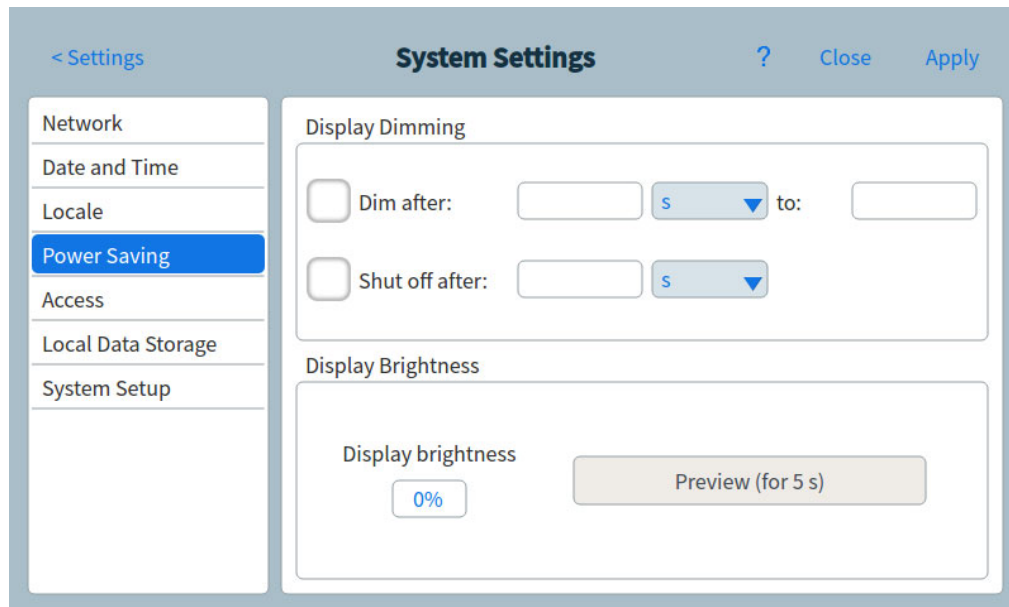 < Settings System Settings ? Close Apply
Network
Date and Time
Locale
Power Saving
Access
Local Data Storage
System Setup
Display Dimming
Dim after: s to:
Shut off after: s
Display Brightness
Display brightness
0%
Preview (for 5 s)